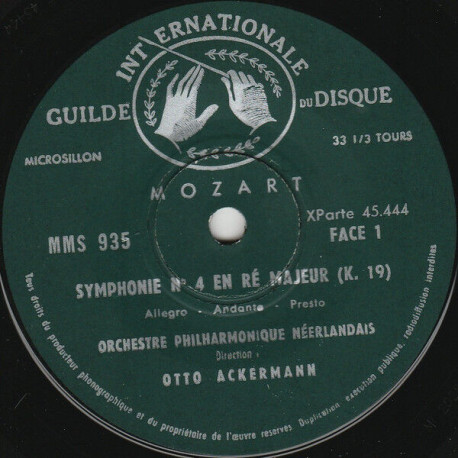 GUILDE INTERNATIONALE DU DISQUE
MICROSILLON
33 1/3 TOURS
MOZART
XParte 45.444
MMS 935
FACE 1
SYMPHONIE Nº 4 EN RÉ MAJEUR (K. 19)
Allegro - Andante - Presto
ORCHESTRE PHILHARMONIQUE NÉERLANDAIS
Direction :
OTTO ACKERMANN
Tous droits du producteur phonographique et du propriétaire de l'œuvre reservés. Duplication, exécution publique, radiodiffusion interdites